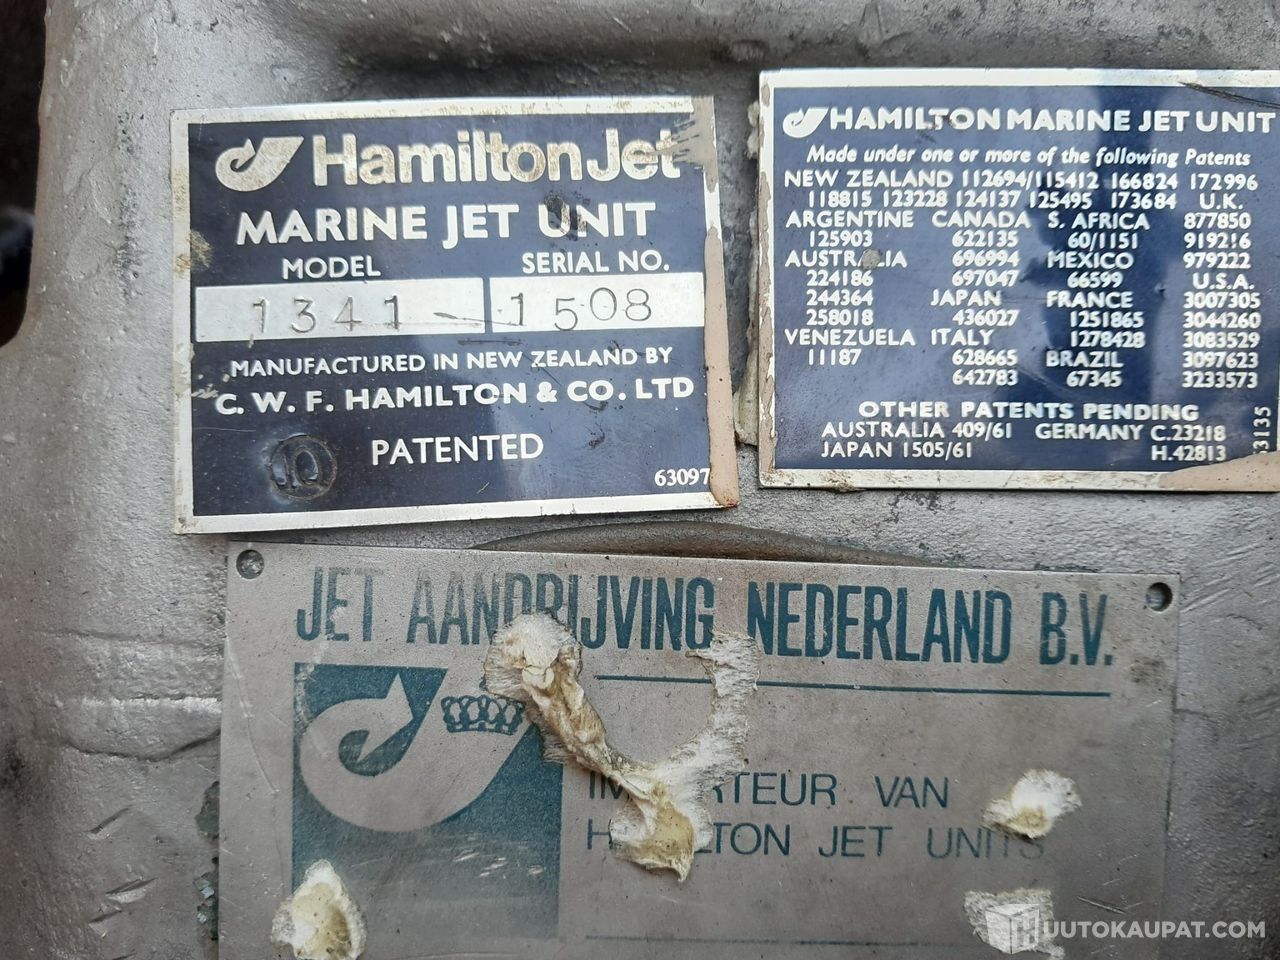 HamiltonJet
MARINE JET UNIT
MODEL SERIAL NO.
1341 1508
MANUFACTURED IN NEW ZEALAND BY
C. W. F. HAMILTON & CO. LTD
10 PATENTED
63097
HAMILTON MARINE JET UNIT
Made under one or more of the following Patents
NEW ZEALAND 112694/115412 166824 172996
118815 123228 124137 125495 173684 U.K.
ARGENTINE CANADA S. AFRICA 877850
125903 622135 60/1151 919216
AUSTRALIA 696994 MEXICO 979222
224186 697047 66599 U.S.A.
244364 JAPAN FRANCE 3007305
258018 436027 1251865 3044260
VENEZUELA ITALY 1278428 3083529
11187 628665 BRAZIL 3097623
642783 67345 3233573
OTHER PATENTS PENDING
AUSTRALIA 409/61 GERMANY C.23218
JAPAN 1505/61 H.42813
JET AANDRIJVING NEDERLAND B.V.
VAN
JET UNITS
UUTOKAUPAT.COM